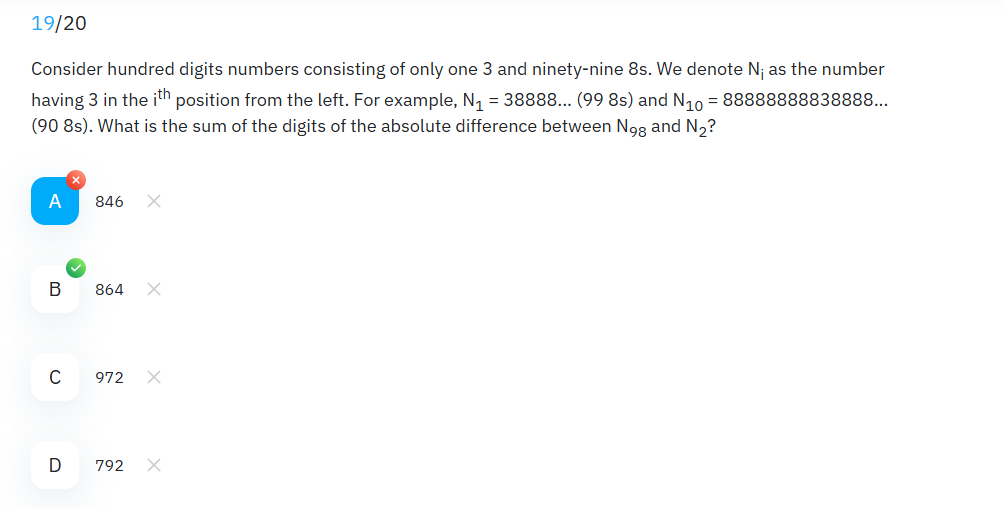 19/20
Consider hundred digits numbers consisting of only one 3 and ninety-nine 8s. We denote Nᵢ as the number
having 3 in the iᵗʰ position from the left. For example, N₁ = 38888... (99 8s) and N₁₀ = 88888888838888...
(90 8s). What is the sum of the digits of the absolute difference between N₉₈ and N₂?
A 846
B 864
C 972
D 792